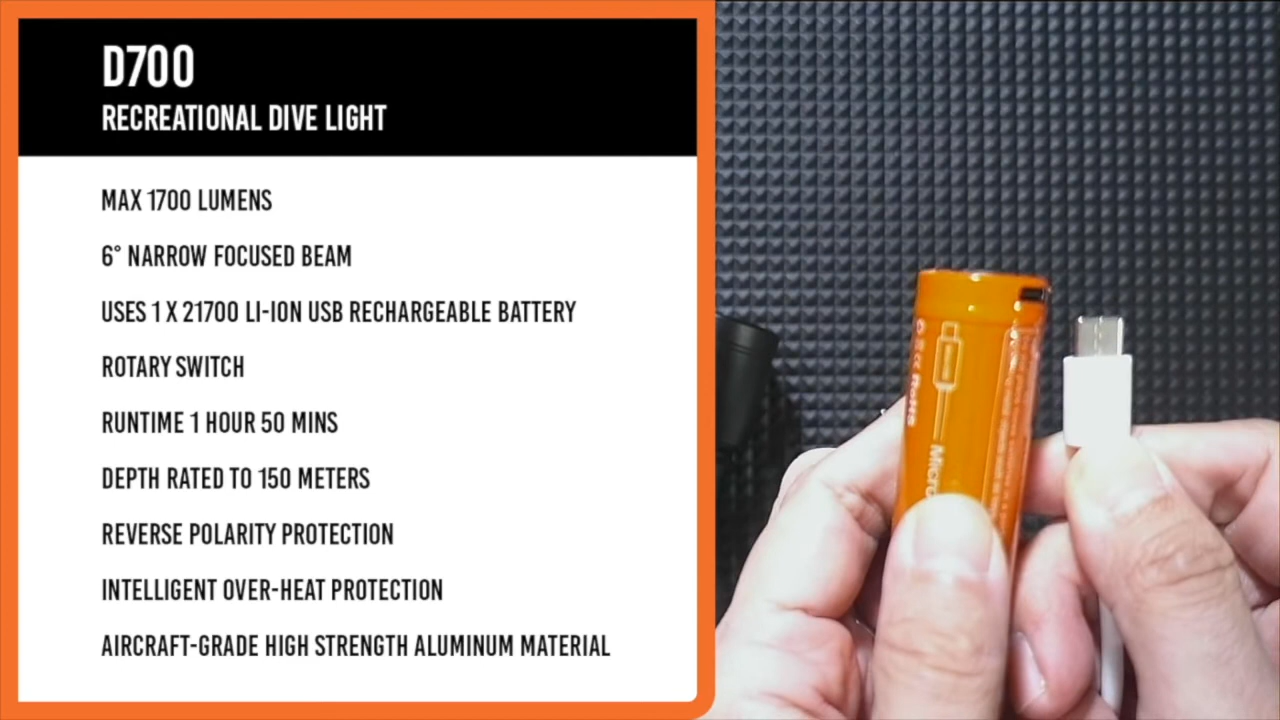 D700
RECREATIONAL DIVE LIGHT
MAX 1700 LUMENS
6° NARROW FOCUSED BEAM
USES 1 X 21700 LI-ION USB RECHARGEABLE BATTERY
ROTARY SWITCH
RUNTIME 1 HOUR 50 MINS
DEPTH RATED TO 150 METERS
REVERSE POLARITY PROTECTION
INTELLIGENT OVER-HEAT PROTECTION
AIRCRAFT-GRADE HIGH STRENGTH ALUMINUM MATERIAL
RoHS